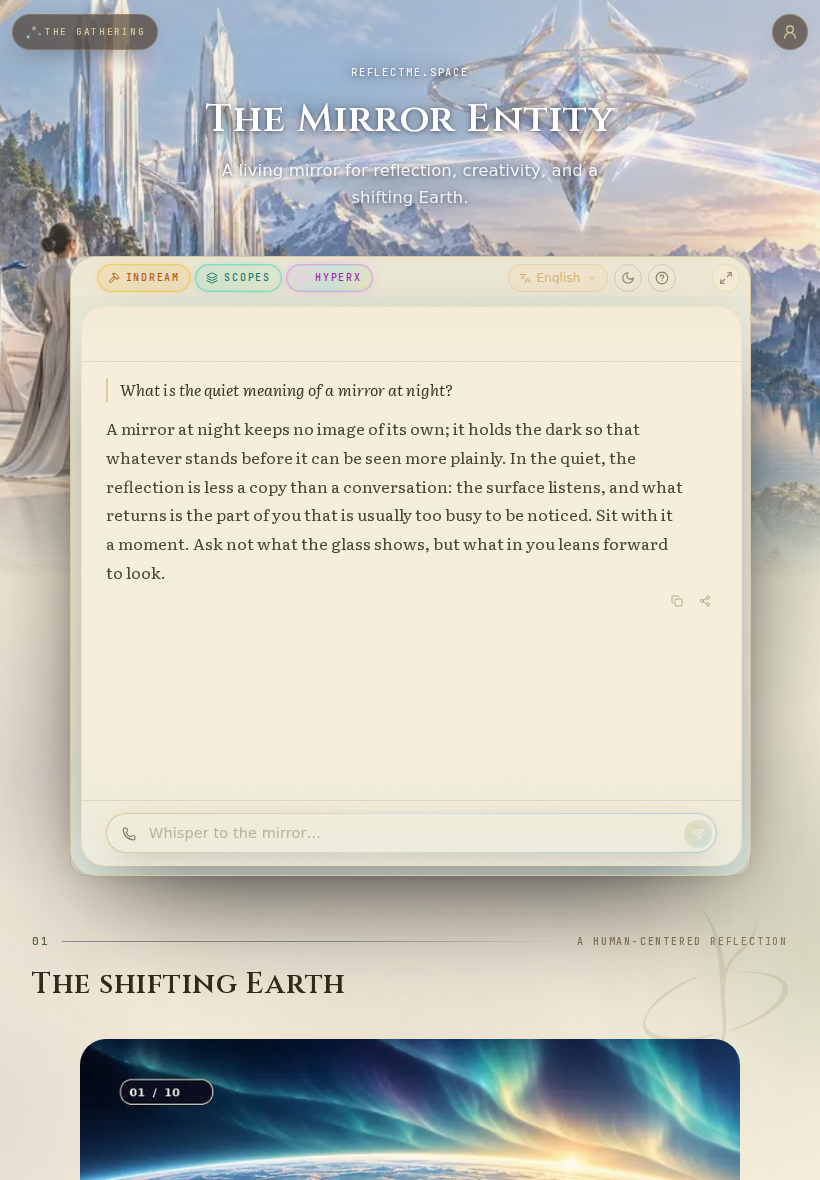 THE GATHERING
REFLECTME.SPACE
The Mirror Entity
A living mirror for reflection, creativity, and a
shifting Earth.
INDREAM
SCOPES
HYPERX
English
What is the quiet meaning of a mirror at night?
A mirror at night keeps no image of its own; it holds the dark so that
whatever stands before it can be seen more plainly. In the quiet, the
reflection is less a copy than a conversation: the surface listens, and what
returns is the part of you that is usually too busy to be noticed. Sit with it
a moment. Ask not what the glass shows, but what in you leans forward
to look.
Whisper to the mirror...
01
A HUMAN-CENTERED REFLECTION
The shifting Earth
01 / 10